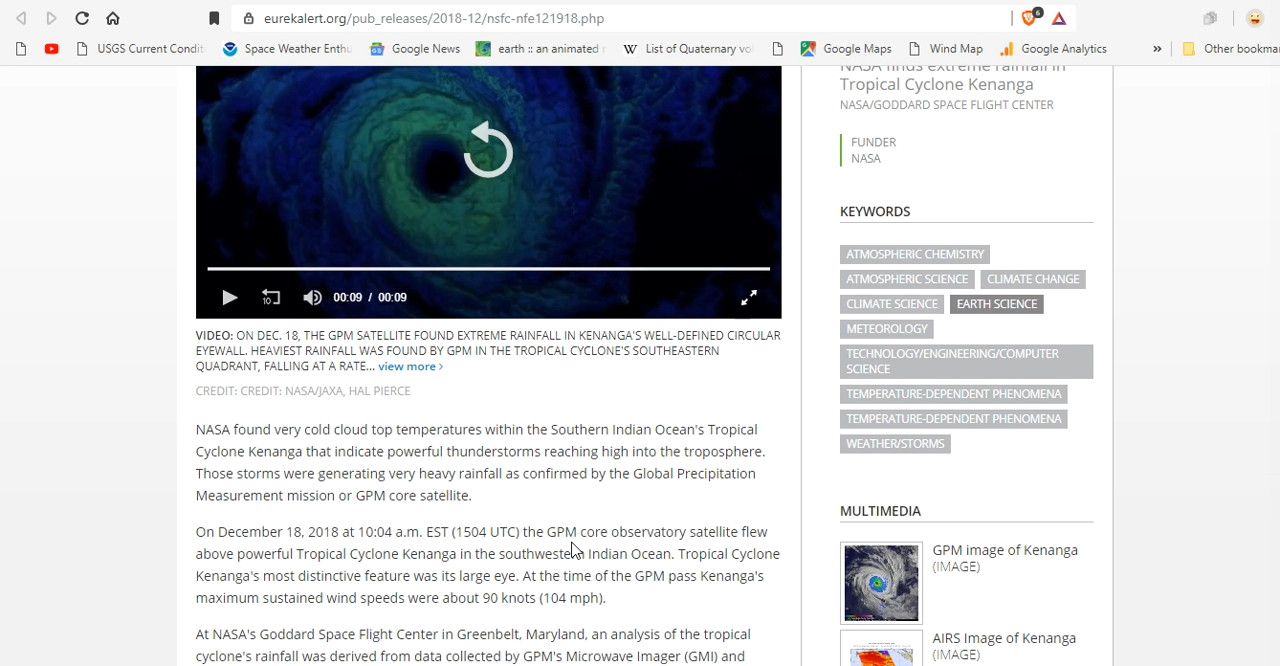 eurekalert.org/pub_releases/2018-12/nsfc-nfe121918.php
6
USGS Current Condit
Space Weather Enthu
Google News
earth :: an animated
List of Quaternary vo
Google Maps
Wind Map
Google Analytics
»
Other bookma
10
00:09 / 00:09
VIDEO: ON DEC. 18, THE GPM SATELLITE FOUND EXTREME RAINFALL IN KENANGA'S WELL-DEFINED CIRCULAR
EYEWALL. HEAVIEST RAINFALL WAS FOUND BY GPM IN THE TROPICAL CYCLONE'S SOUTHEASTERN
QUADRANT, FALLING AT A RATE... view more >
CREDIT: CREDIT: NASA/JAXA, HAL PIERCE
NASA found very cold cloud top temperatures within the Southern Indian Ocean's Tropical
Cyclone Kenanga that indicate powerful thunderstorms reaching high into the troposphere.
Those storms were generating very heavy rainfall as confirmed by the Global Precipitation
Measurement mission or GPM core satellite.
On December 18, 2018 at 10:04 a.m. EST (1504 UTC) the GPM core observatory satellite flew
above powerful Tropical Cyclone Kenanga in the southwestern Indian Ocean. Tropical Cyclone
Kenanga's most distinctive feature was its large eye. At the time of the GPM pass Kenanga's
maximum sustained wind speeds were about 90 knots (104 mph).
At NASA's Goddard Space Flight Center in Greenbelt, Maryland, an analysis of the tropical
cyclone's rainfall was derived from data collected by GPM's Microwave Imager (GMI) and
NASA finds extreme rainfall in
Tropical Cyclone Kenanga
NASA/GODDARD SPACE FLIGHT CENTER
FUNDER
NASA
KEYWORDS
ATMOSPHERIC CHEMISTRY
ATMOSPHERIC SCIENCE CLIMATE CHANGE
CLIMATE SCIENCE EARTH SCIENCE
METEOROLOGY
TECHNOLOGY/ENGINEERING/COMPUTER
SCIENCE
TEMPERATURE-DEPENDENT PHENOMENA
TEMPERATURE-DEPENDENT PHENOMENA
WEATHER/STORMS
MULTIMEDIA
GPM image of Kenanga
(IMAGE)
AIRS Image of Kenanga
(IMAGE)